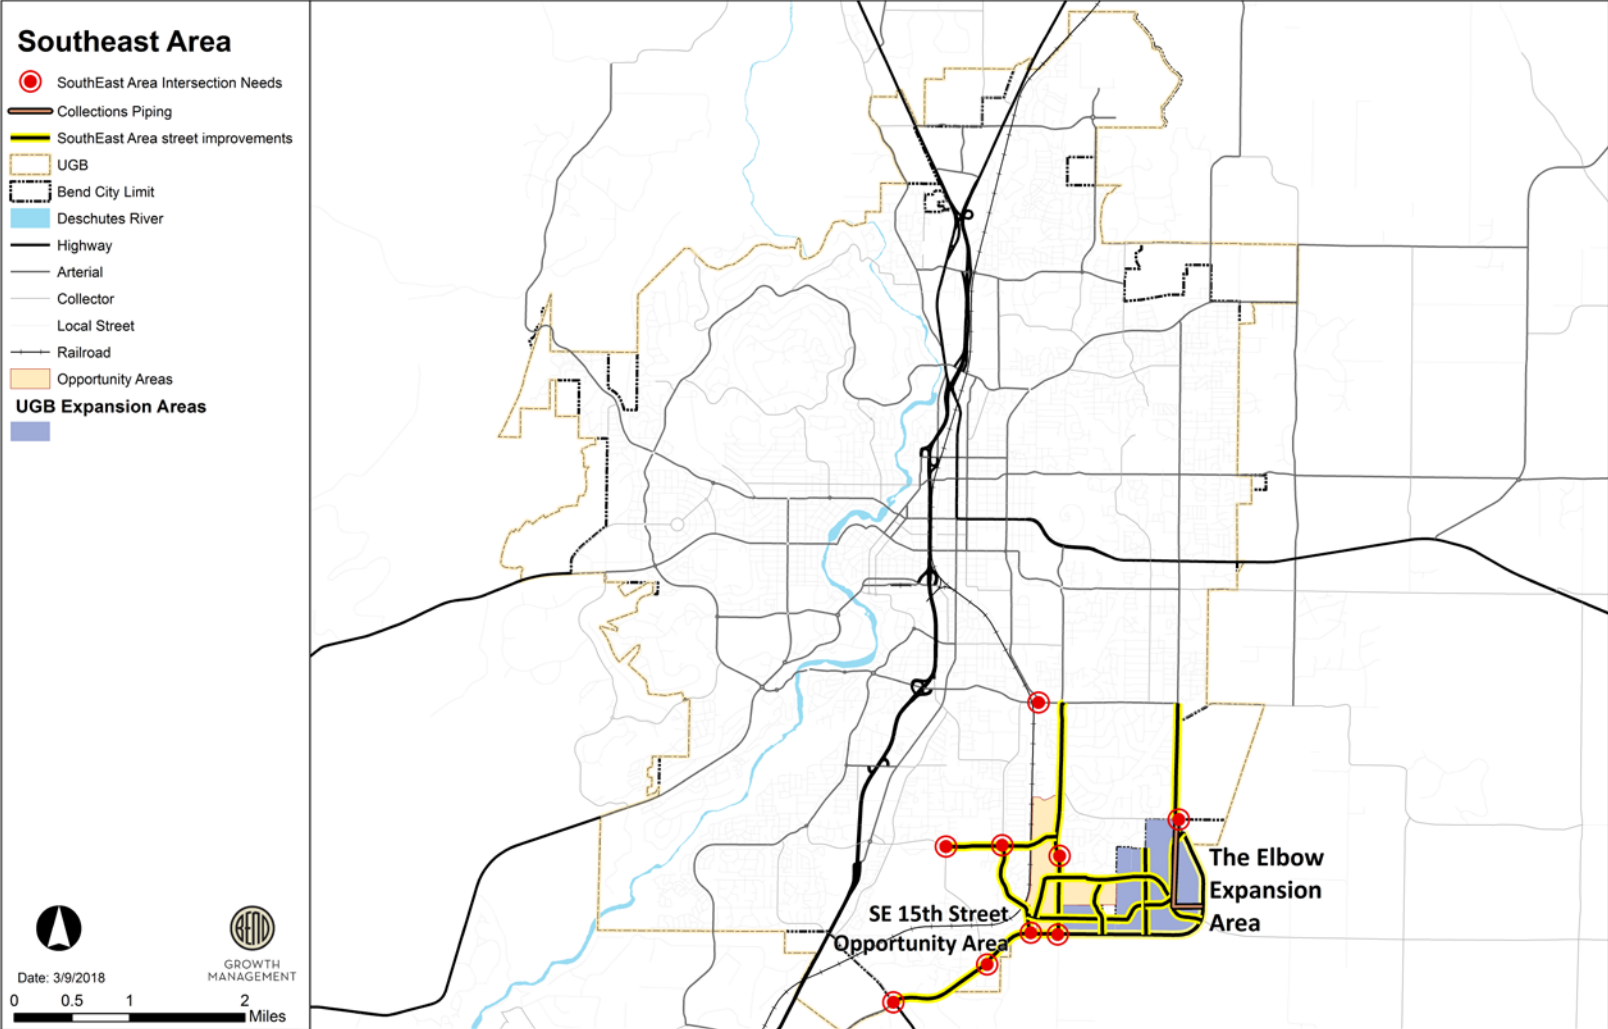 Southeast Area
SouthEast Area Intersection Needs
Collections Piping
SouthEast Area street improvements
UGB
Bend City Limit
Deschutes River
Highway
Arterial
Collector
Local Street
Railroad
Opportunity Areas
UGB Expansion Areas
The Elbow
Expansion
Area
SE 15th Street
Opportunity Area
BEND
GROWTH
MANAGEMENT
Date: 3/9/2018
0 0.5 1 2
Miles